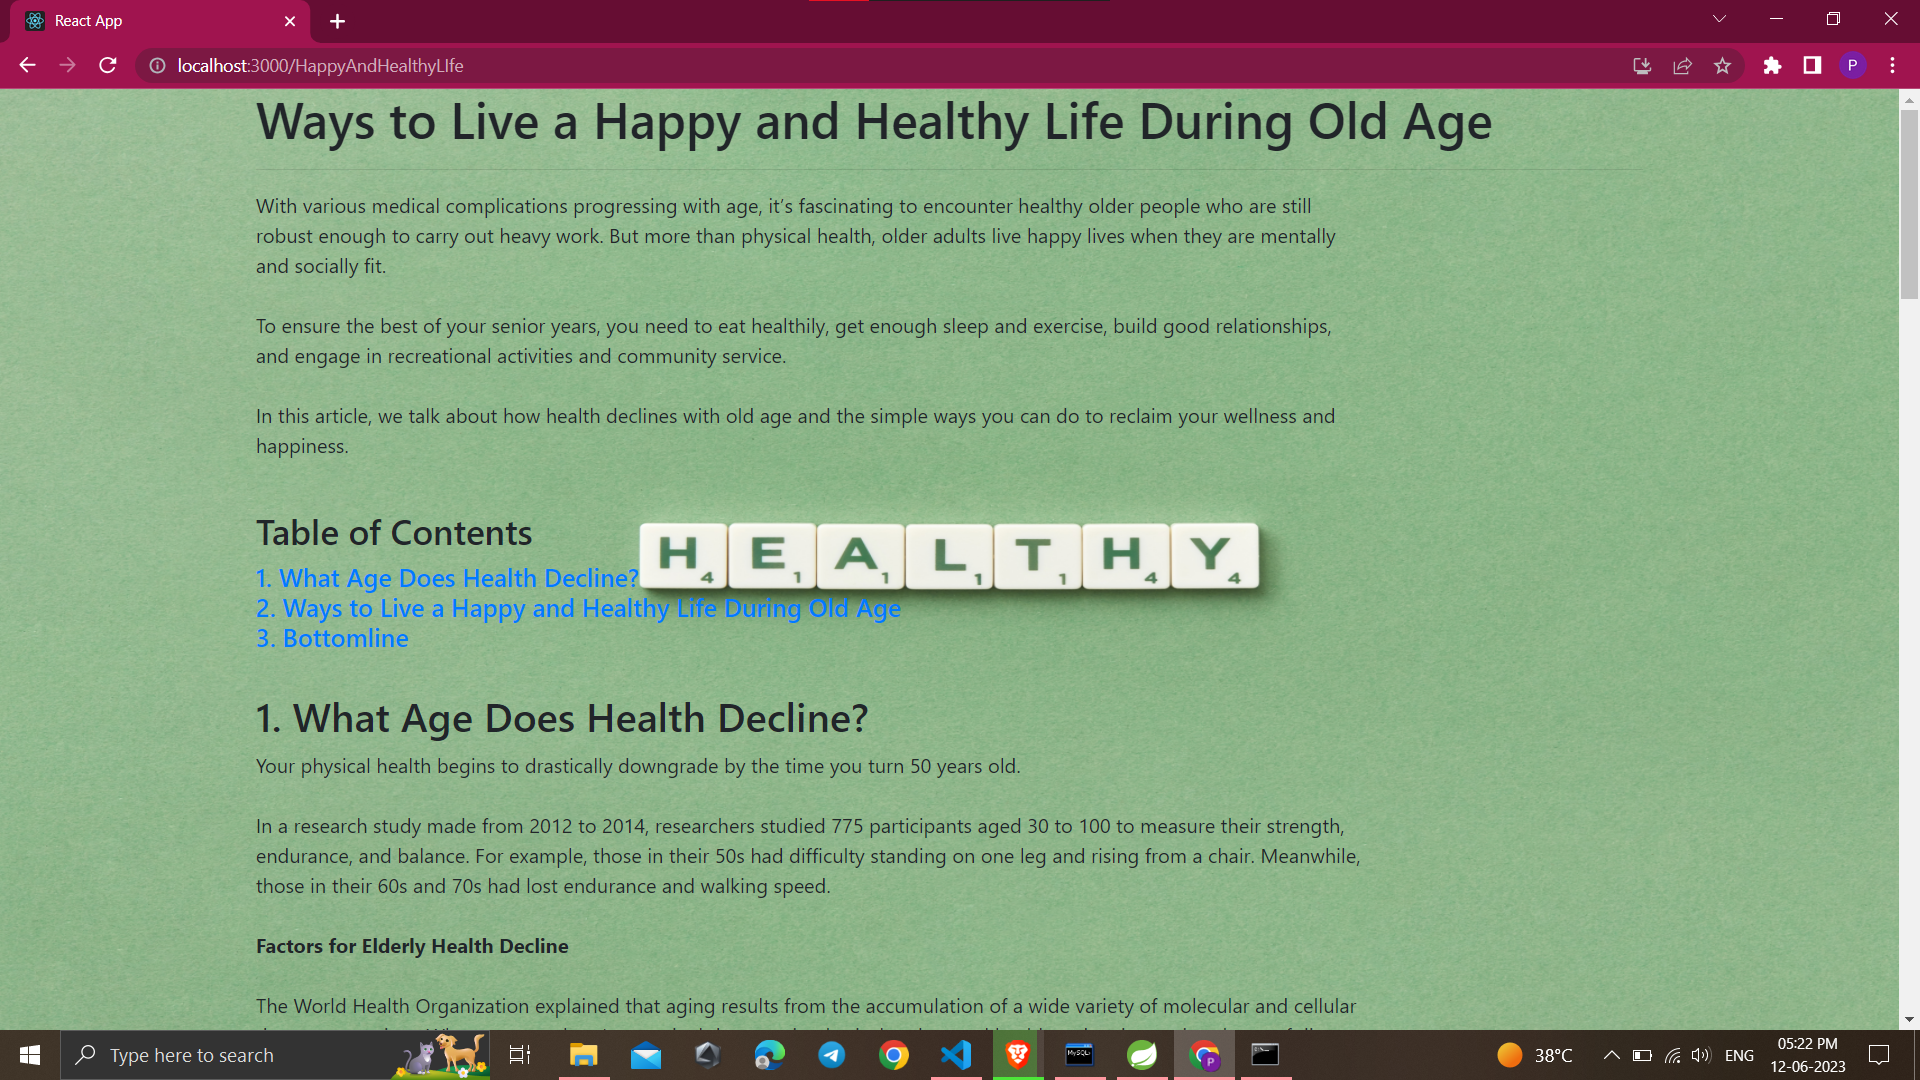 React App
localhost:3000/HappyAndHealthyLIfe
P
Ways to Live a Happy and Healthy Life During Old Age
With various medical complications progressing with age, it’s fascinating to encounter healthy older people who are still
robust enough to carry out heavy work. But more than physical health, older adults live happy lives when they are mentally
and socially fit.
To ensure the best of your senior years, you need to eat healthily, get enough sleep and exercise, build good relationships,
and engage in recreational activities and community service.
In this article, we talk about how health declines with old age and the simple ways you can do to reclaim your wellness and
happiness.
Table of Contents
H4 E1 A1 L1 T1 H4 Y4
1. What Age Does Health Decline?
2. Ways to Live a Happy and Healthy Life During Old Age
3. Bottomline
1. What Age Does Health Decline?
Your physical health begins to drastically downgrade by the time you turn 50 years old.
In a research study made from 2012 to 2014, researchers studied 775 participants aged 30 to 100 to measure their strength,
endurance, and balance. For example, those in their 50s had difficulty standing on one leg and rising from a chair. Meanwhile,
those in their 60s and 70s had lost endurance and walking speed.
Factors for Elderly Health Decline
The World Health Organization explained that aging results from the accumulation of a wide variety of molecular and cellular
Type here to search
MySQL
P
38°C
ENG
05:22 PM
12-06-2023